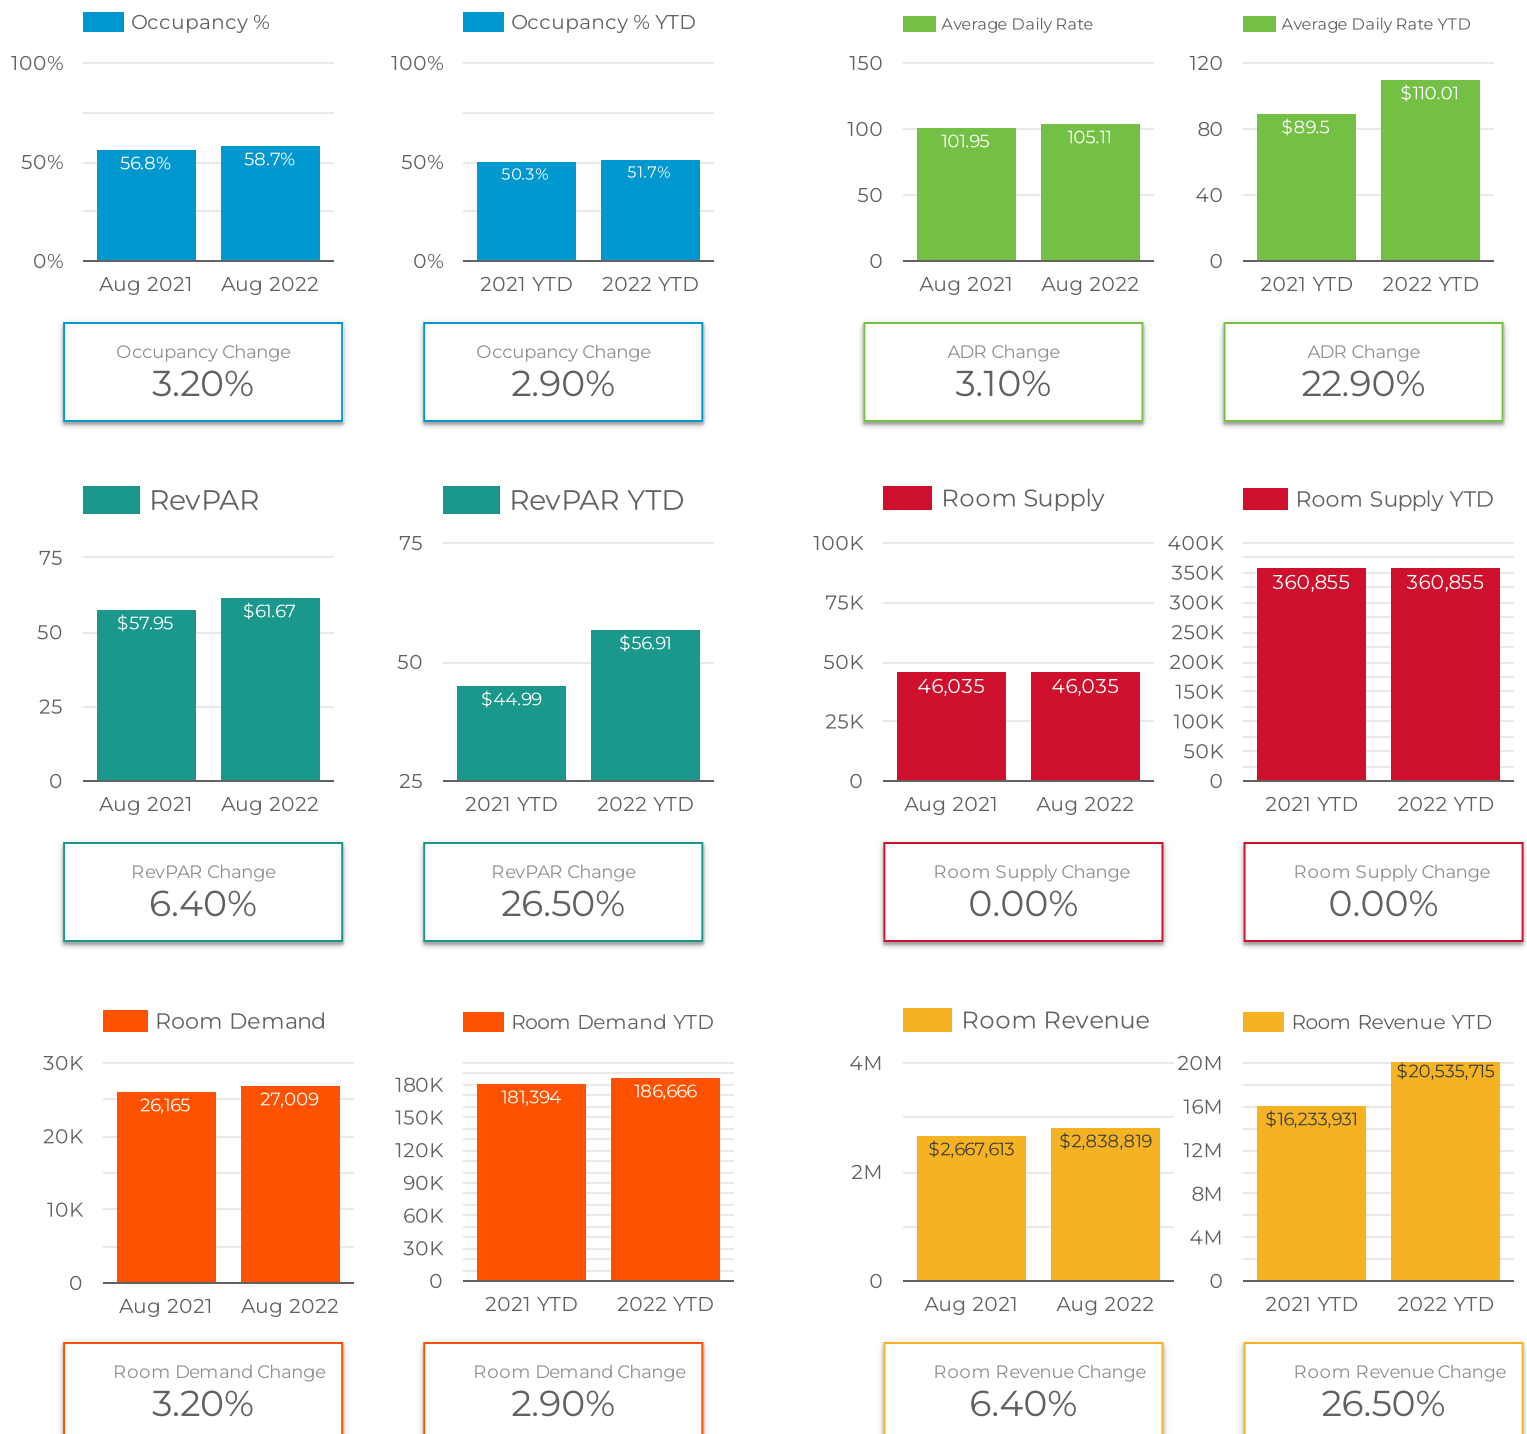 Occupancy %
100%
50%
0%
56.8%
58.7%
Aug 2021 Aug 2022
Occupancy Change
3.20%
Occupancy % YTD
100%
50%
0%
50.3%
51.7%
2021 YTD 2022 YTD
Occupancy Change
2.90%
Average Daily Rate
150
100
50
0
101.95
105.11
Aug 2021 Aug 2022
ADR Change
3.10%
Average Daily Rate YTD
120
80
40
0
$89.5
$110.01
2021 YTD 2022 YTD
ADR Change
22.90%
RevPAR
75
50
25
0
$57.95
$61.67
Aug 2021 Aug 2022
RevPAR Change
6.40%
RevPAR YTD
75
50
25
$44.99
$56.91
2021 YTD 2022 YTD
RevPAR Change
26.50%
Room Supply
100K
75K
50K
25K
0
46,035
46,035
Aug 2021 Aug 2022
Room Supply Change
0.00%
Room Supply YTD
400K
350K
300K
250K
200K
150K
100K
50K
0
360,855
360,855
2021 YTD 2022 YTD
Room Supply Change
0.00%
Room Demand
30K
20K
10K
0
26,165
27,009
Aug 2021 Aug 2022
Room Demand Change
3.20%
Room Demand YTD
180K
150K
120K
90K
60K
30K
0
181,394
186,666
2021 YTD 2022 YTD
Room Demand Change
2.90%
Room Revenue
4M
2M
0
$2,667,613
$2,838,819
Aug 2021 Aug 2022
Room Revenue Change
6.40%
Room Revenue YTD
20M
16M
12M
8M
4M
0
$16,233,931
$20,535,715
2021 YTD 2022 YTD
Room Revenue Change
26.50%